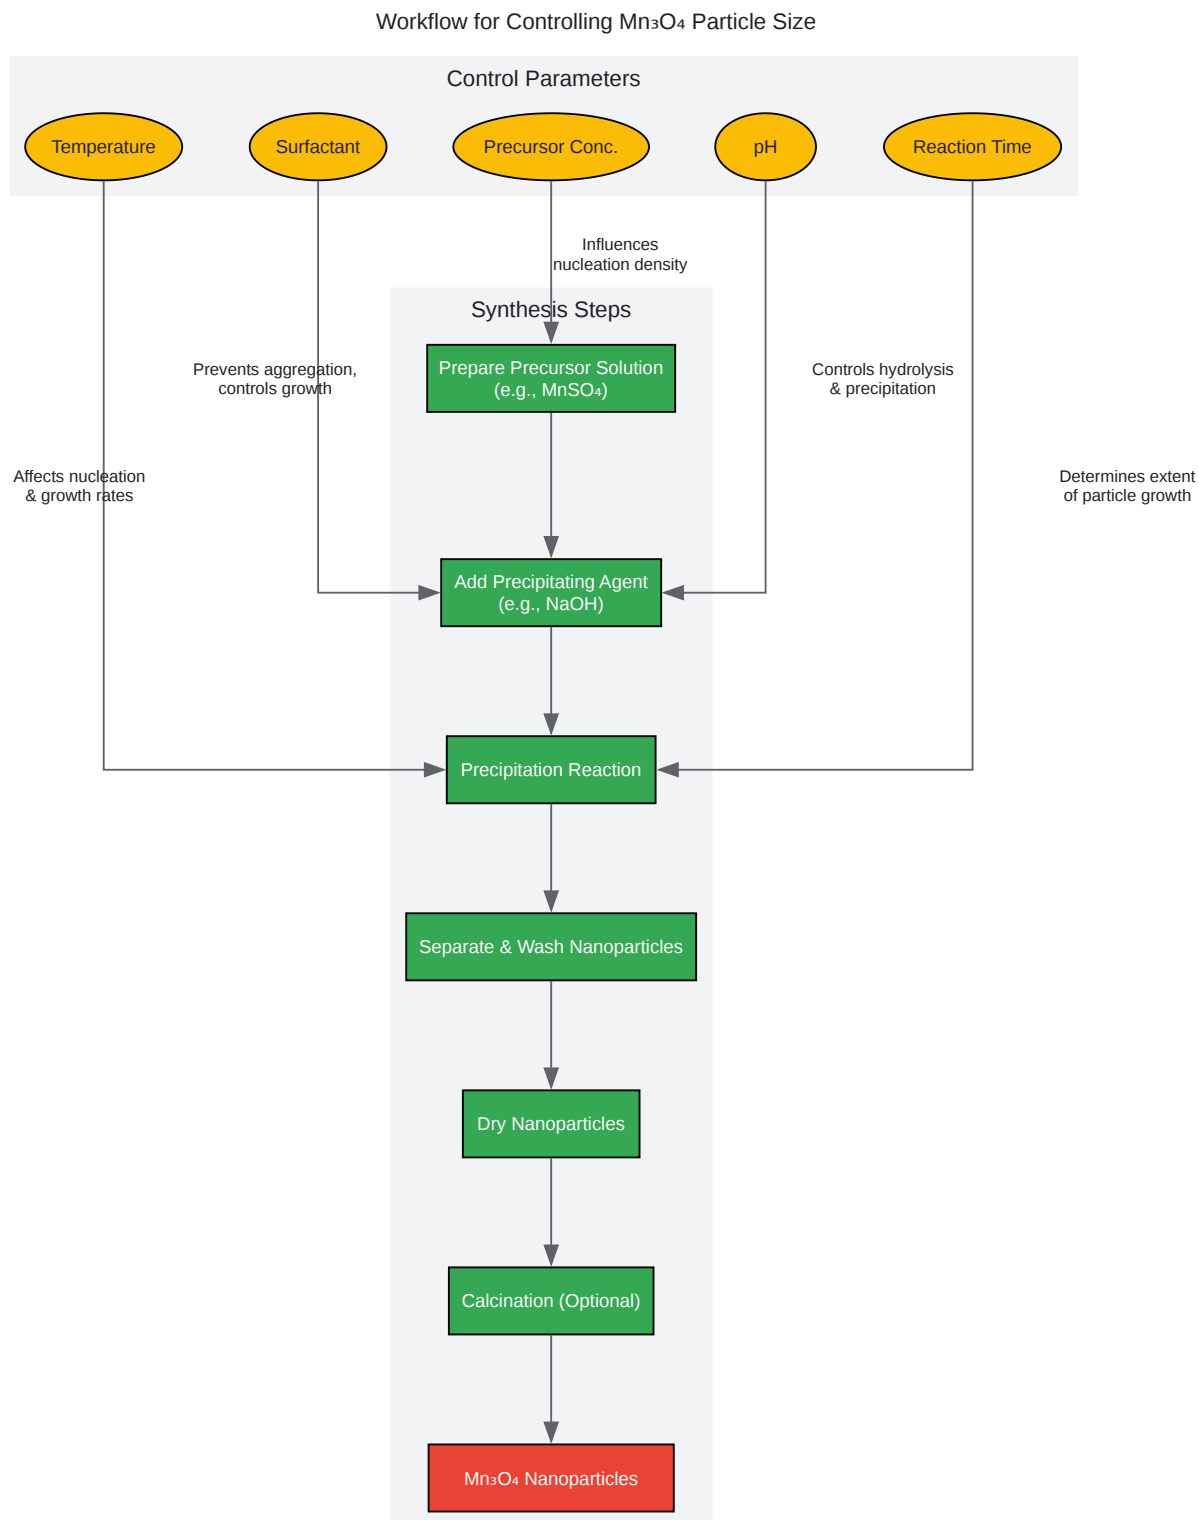 Workflow for Controlling Mn₃O₄ Particle Size
Control Parameters
Temperature
Surfactant
Precursor Conc.
pH
Reaction Time
Influences
nucleation density
Synthesis Steps
Prepare Precursor Solution
(e.g., MnSO₄)
Prevents aggregation,
controls growth
Controls hydrolysis
& precipitation
Affects nucleation
& growth rates
Determines extent
of particle growth
Add Precipitating Agent
(e.g., NaOH)
Precipitation Reaction
Separate & Wash Nanoparticles
Dry Nanoparticles
Calcination (Optional)
Mn₃O₄ Nanoparticles